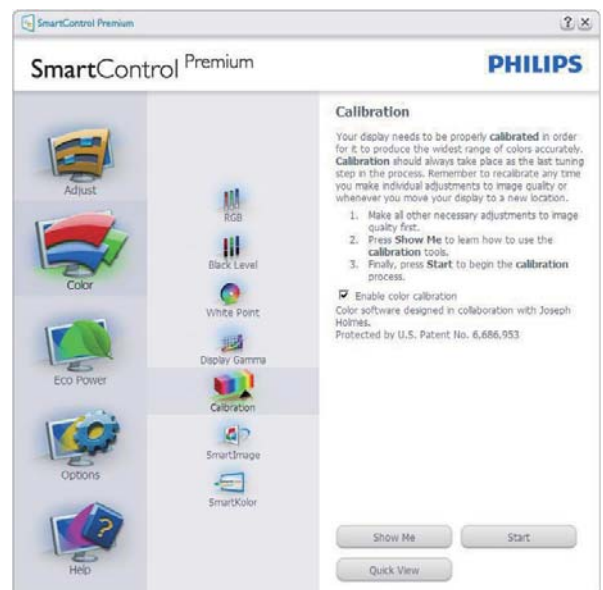 SmartControl Premium
SmartControl Premium
PHILIPS
Adjust
Color
Eco Power
Options
Help
RGB
Black Level
White Point
Display Gamma
Calibration
SmartImage
SmartKolor
Calibration
Your display needs to be properly calibrated in order
for it to produce the widest range of colors accurately.
Calibration should always take place as the last tuning
step in the process. Remember to recalibrate any time
you make individual adjustments to image quality or
whenever you move your display to a new location.
1. Make all other necessary adjustments to image
quality first.
2. Press Show Me to learn how to use the
calibration tools.
3. Finally, press Start to begin the calibration
process.
Enable color calibration
Color software designed in collaboration with Joseph
Holmes.
Protected by U.S. Patent No. 6,686,953
Show Me
Start
Quick View